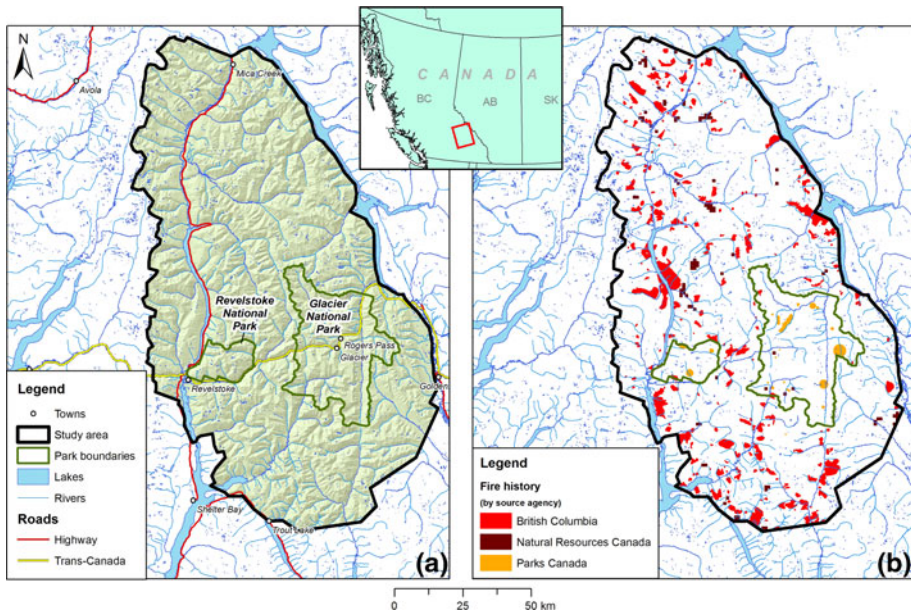 N
Mica Creek
Avola
Revelstoke
National
Park
Glacier
National
Park
Rogers Pass
Glacier
Revelstoke
Golden
Shelter Bay
Trout Lake
Legend
Towns
Study area
Park boundaries
Lakes
Rivers
Roads
Highway
Trans-Canada
(a)
CANADA
BC
AB
SK
N
Legend
Fire history
(by source agency)
British Columbia
Natural Resources Canada
Parks Canada
(b)
0 25 50 km